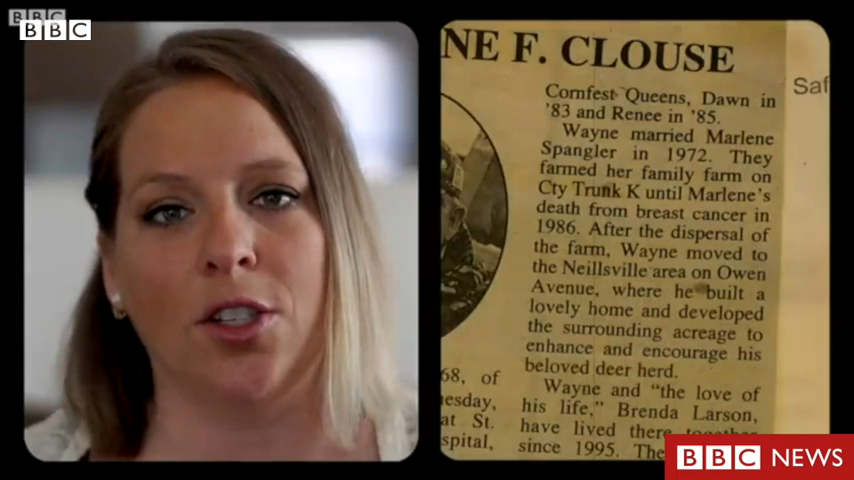 BBC
BBC
NE F. CLOUSE
Saf
Cornfest Queens, Dawn in
'83 and Renee in '85.
Wayne married Marlene
Spangler in 1972. They
farmed her family farm on
Cty Trunk K until Marlene's
death from breast cancer in
1986. After the dispersal of
the farm, Wayne moved to
the Neillsville area on Owen
Avenue, where he built a
lovely home and developed
the surrounding acreage to
enhance and encourage his
beloved deer herd.
Wayne and "the love of
his life," Brenda Larson,
have lived there together
since 1995. The
68, of
esday,
at St.
spital,
BBC NEWS